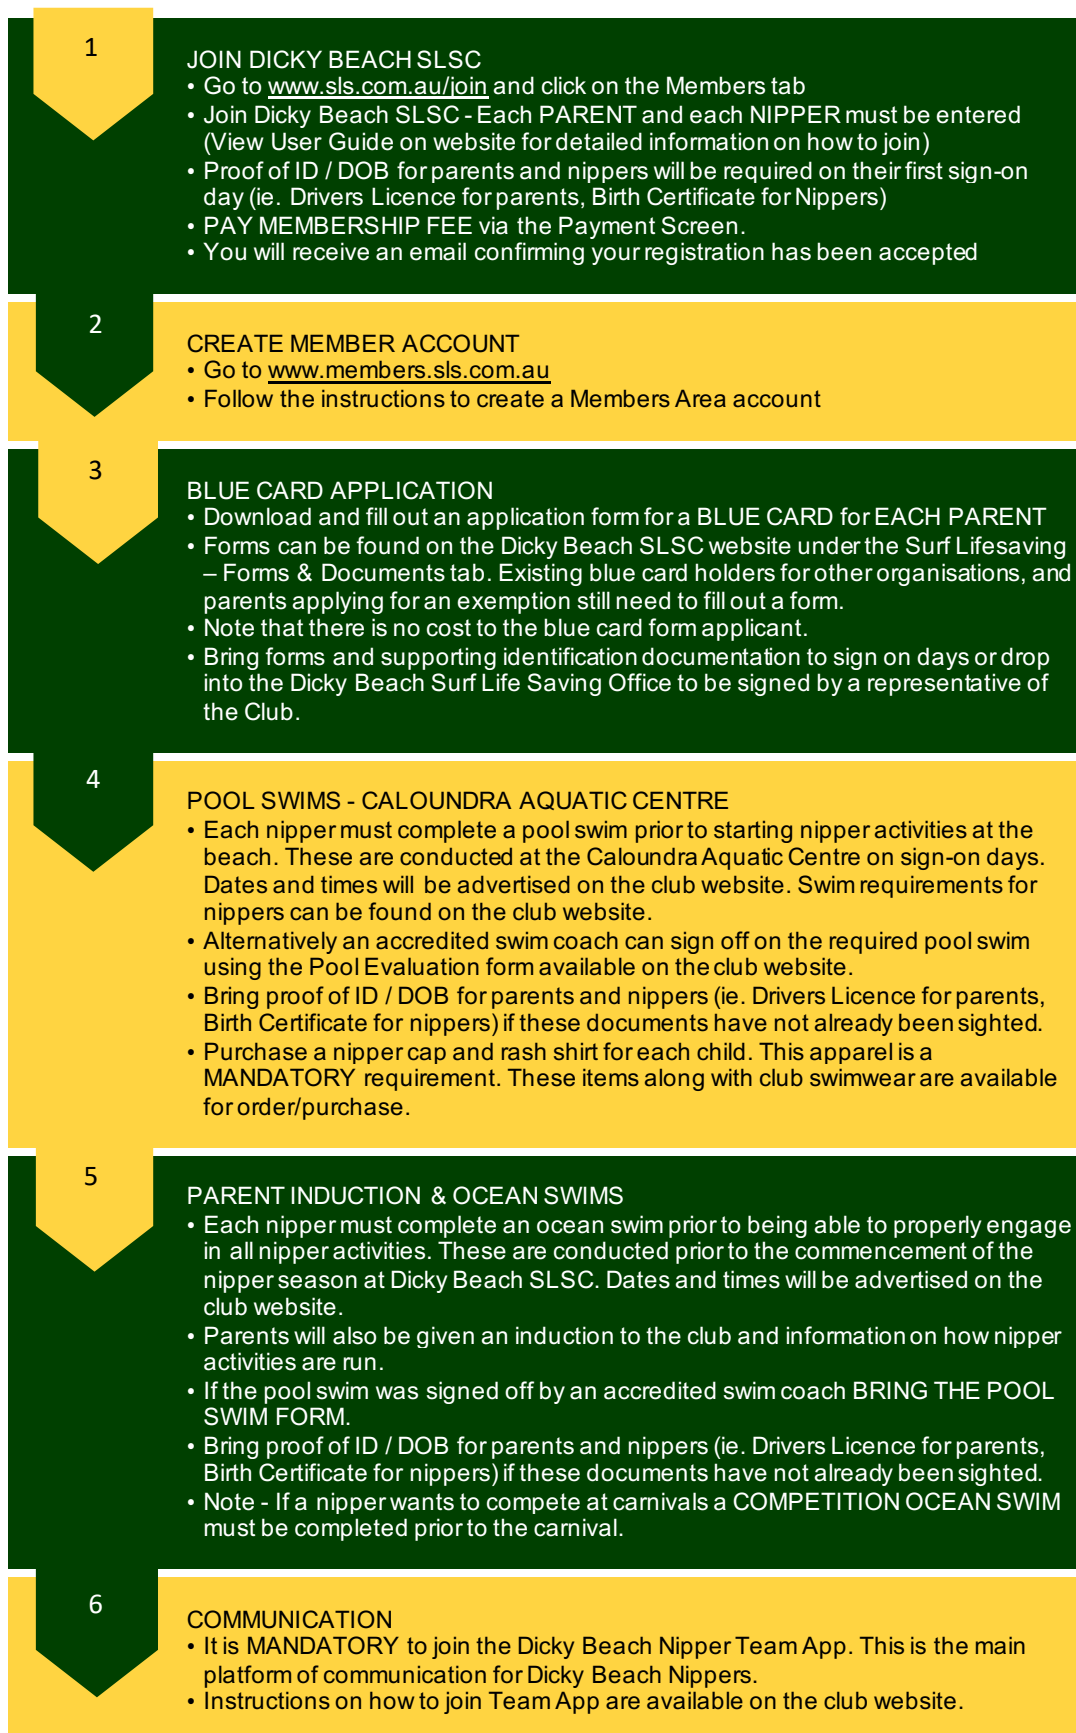 1
JOIN DICKY BEACH SLSC
• Go to www.sls.com.au/join and click on the Members tab
• Join Dicky Beach SLSC - Each PARENT and each NIPPER must be entered
(View User Guide on website for detailed information on how to join)
• Proof of ID / DOB for parents and nippers will be required on their first sign-on
day (ie. Drivers Licence for parents, Birth Certificate for Nippers)
• PAY MEMBERSHIP FEE via the Payment Screen.
• You will receive an email confirming your registration has been accepted
2
CREATE MEMBER ACCOUNT
• Go to www.members.sls.com.au
• Follow the instructions to create a Members Area account
3
BLUE CARD APPLICATION
• Download and fill out an application form for a BLUE CARD for EACH PARENT
• Forms can be found on the Dicky Beach SLSC website under the Surf Lifesaving
– Forms & Documents tab. Existing blue card holders for other organisations, and
parents applying for an exemption still need to fill out a form.
• Note that there is no cost to the blue card form applicant.
• Bring forms and supporting identification documentation to sign on days or drop
into the Dicky Beach Surf Life Saving Office to be signed by a representative of
the Club.
4
POOL SWIMS - CALOUNDRA AQUATIC CENTRE
• Each nipper must complete a pool swim prior to starting nipper activities at the
beach. These are conducted at the Caloundra Aquatic Centre on sign-on days.
Dates and times will be advertised on the club website. Swim requirements for
nippers can be found on the club website.
• Alternatively an accredited swim coach can sign off on the required pool swim
using the Pool Evaluation form available on the club website.
• Bring proof of ID / DOB for parents and nippers (ie. Drivers Licence for parents,
Birth Certificate for nippers) if these documents have not already been sighted.
• Purchase a nipper cap and rash shirt for each child. This apparel is a
MANDATORY requirement. These items along with club swimwear are available
for order/purchase.
5
PARENT INDUCTION & OCEAN SWIMS
• Each nipper must complete an ocean swim prior to being able to properly engage
in all nipper activities. These are conducted prior to the commencement of the
nipper season at Dicky Beach SLSC. Dates and times will be advertised on the
club website.
• Parents will also be given an induction to the club and information on how nipper
activities are run.
• If the pool swim was signed off by an accredited swim coach BRING THE POOL
SWIM FORM.
• Bring proof of ID / DOB for parents and nippers (ie. Drivers Licence for parents,
Birth Certificate for nippers) if these documents have not already been sighted.
• Note - If a nipper wants to compete at carnivals a COMPETITION OCEAN SWIM
must be completed prior to the carnival.
6
COMMUNICATION
• It is MANDATORY to join the Dicky Beach Nipper Team App. This is the main
platform of communication for Dicky Beach Nippers.
• Instructions on how to join Team App are available on the club website.